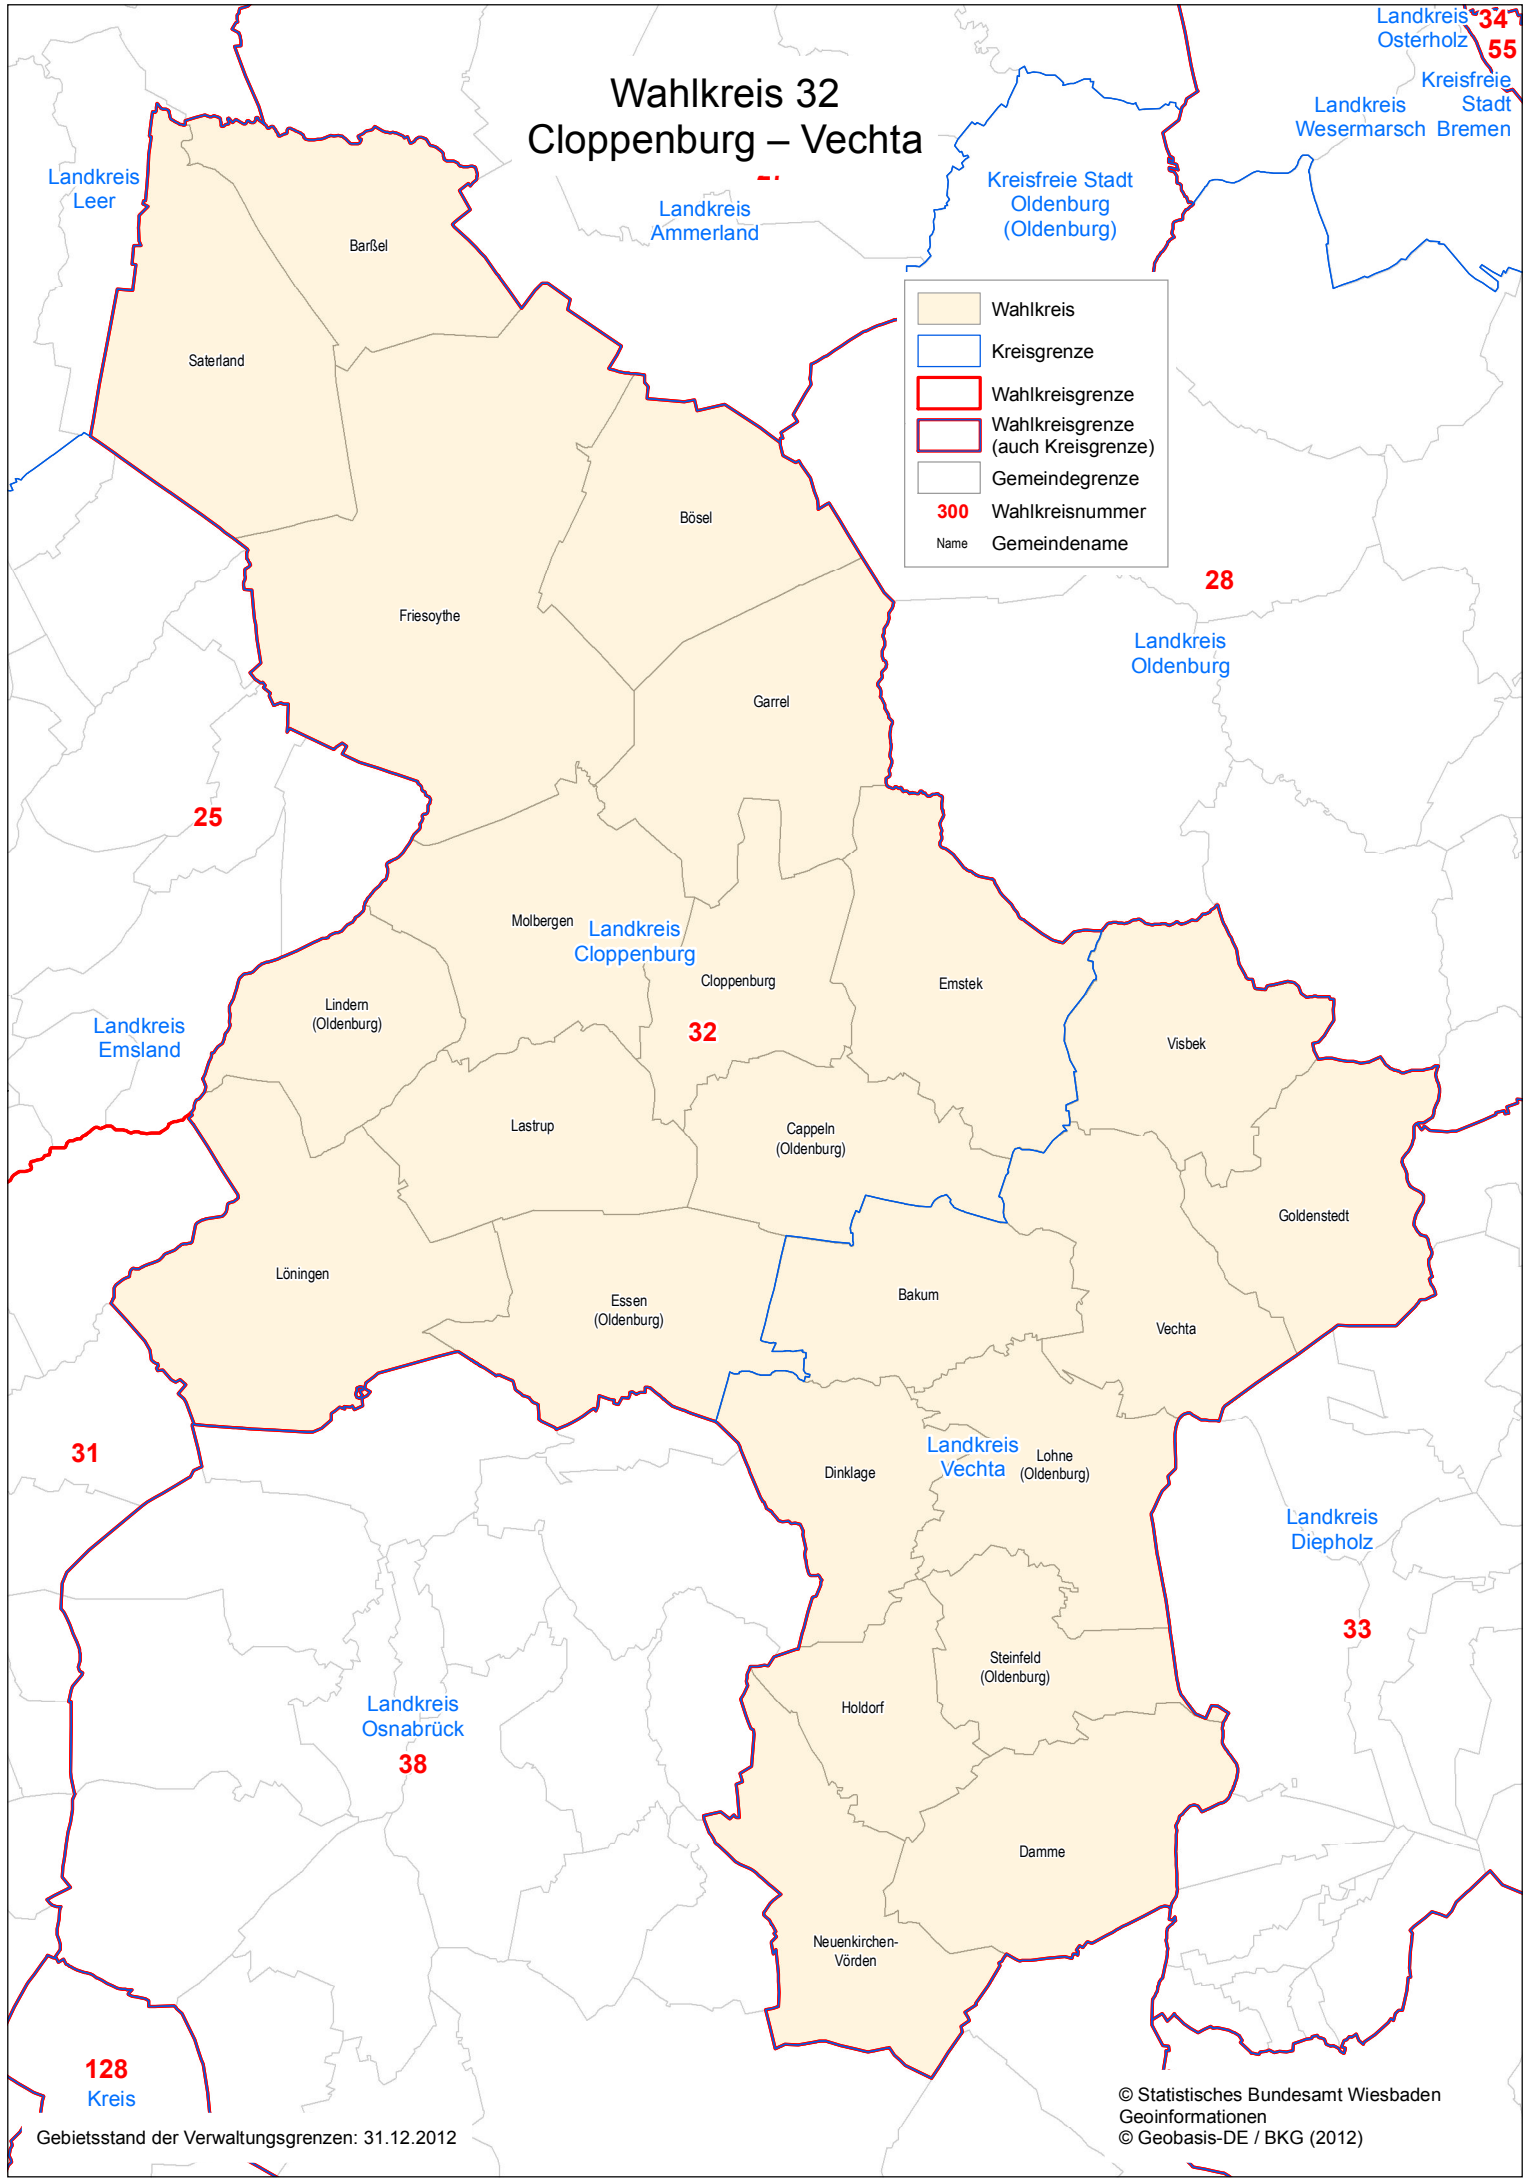 Wahlkreis 32
Cloppenburg – Vechta
Landkreis
Osterholz
34
55
Kreisfreie
Stadt
Bremen
Landkreis
Wesermarsch
Landkreis
Leer
Landkreis
Ammerland
Kreisfreie Stadt
Oldenburg
(Oldenburg)
Barßel
Saterland
Wahlkreis
Kreisgrenze
Wahlkreisgrenze
Wahlkreisgrenze
(auch Kreisgrenze)
Gemeindegrenze
300 Wahlkreisnummer
Name Gemeindename
Bösel
28
Friesoythe
Landkreis
Oldenburg
Garrel
25
Molbergen
Landkreis
Cloppenburg
Cloppenburg
Emstek
Lindern
(Oldenburg)
32
Landkreis
Emsland
Visbek
Lastrup
Cappeln
(Oldenburg)
Goldenstedt
Löningen
Essen
(Oldenburg)
Bakum
Vechta
31
Dinklage
Landkreis
Vechta
Lohne
(Oldenburg)
Landkreis
Diepholz
33
Steinfeld
(Oldenburg)
Holdorf
Landkreis
Osnabrück
38
Damme
Neuenkirchen-
Vörden
128
Kreis
Gebietsstand der Verwaltungsgrenzen: 31.12.2012
© Statistisches Bundesamt Wiesbaden
Geoinformationen
© Geobasis-DE / BKG (2012)